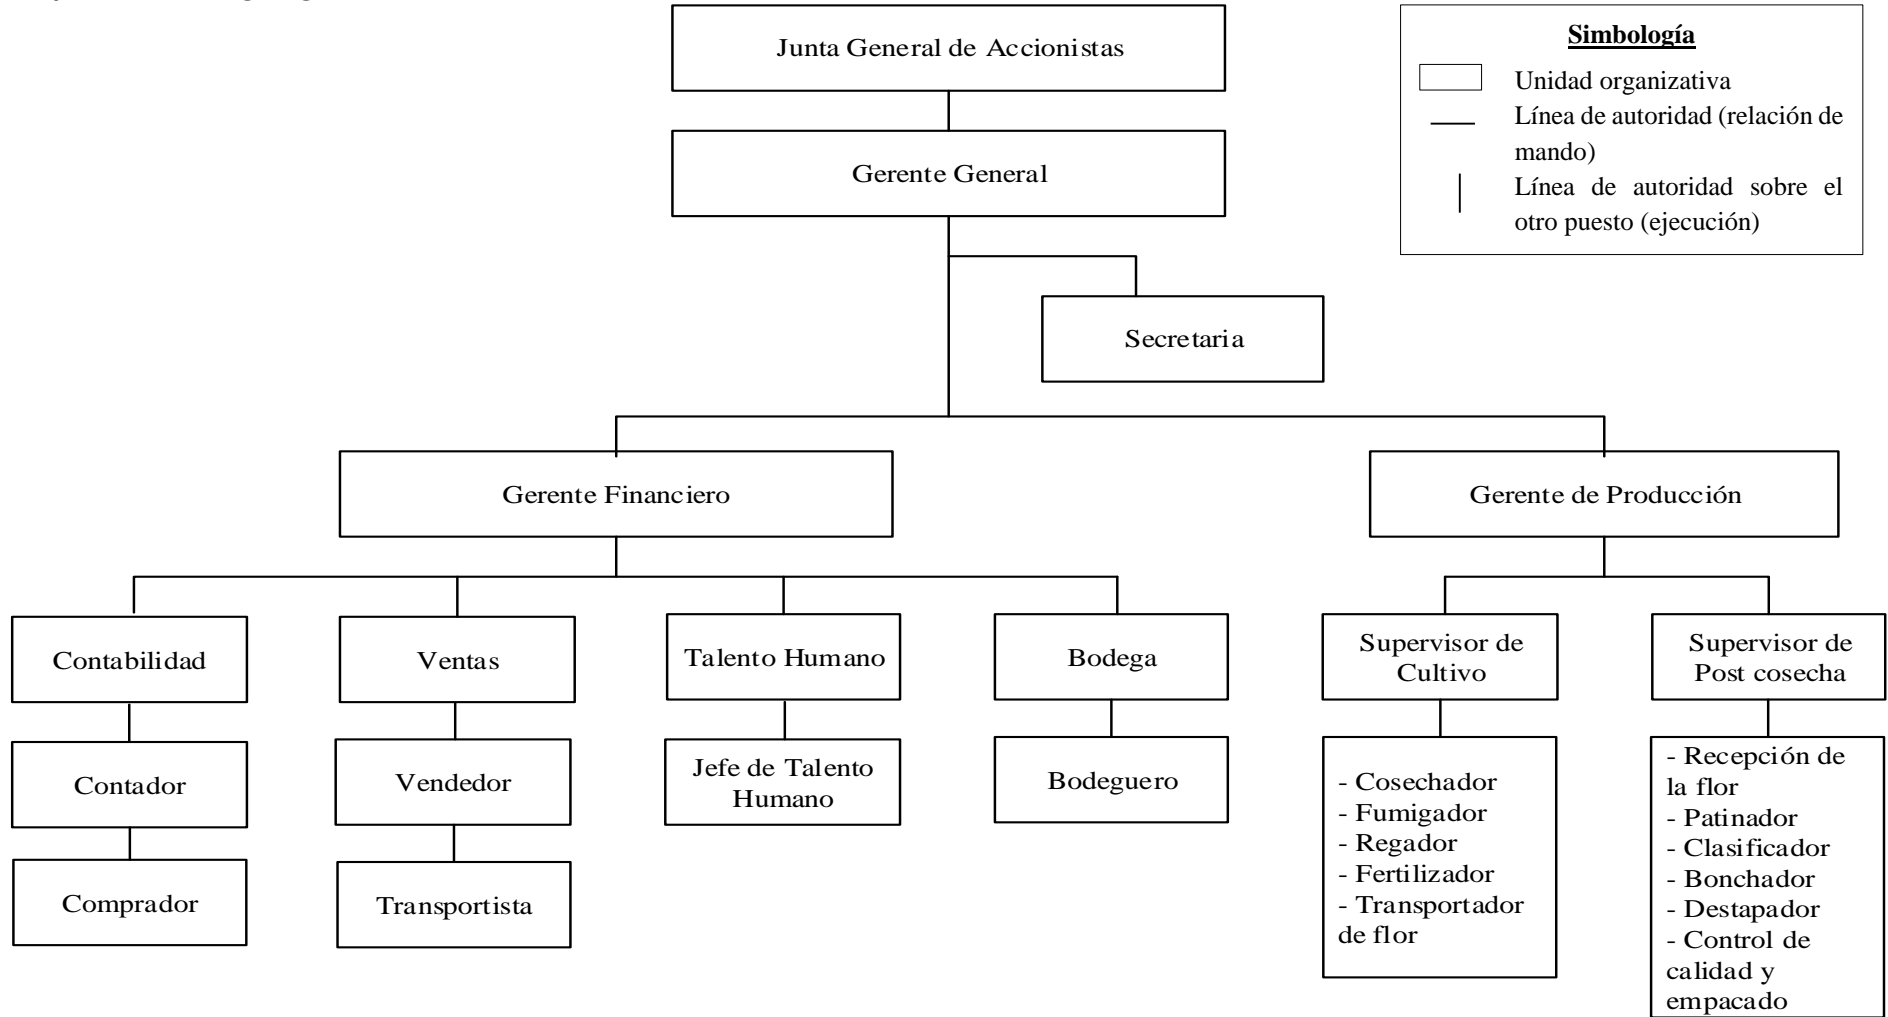 Junta General de Accionistas
Simbología
Unidad organizativa
Línea de autoridad (relación de
mando)
Línea de autoridad sobre el
otro puesto (ejecución)
Gerente General
Secretaria
Gerente Financiero
Gerente de Producción
Contabilidad
Ventas
Talento Humano
Bodega
Supervisor de
Cultivo
Supervisor de
Post cosecha
Contador
Vendedor
Jefe de Talento
Humano
Bodeguero
Comprador
Transportista
- Cosechador
- Fumigador
- Regador
- Fertilizador
- Transportador
de flor
- Recepción de
la flor
- Patinador
- Clasificador
- Bonchador
- Destapador
- Control de
calidad y
empacado